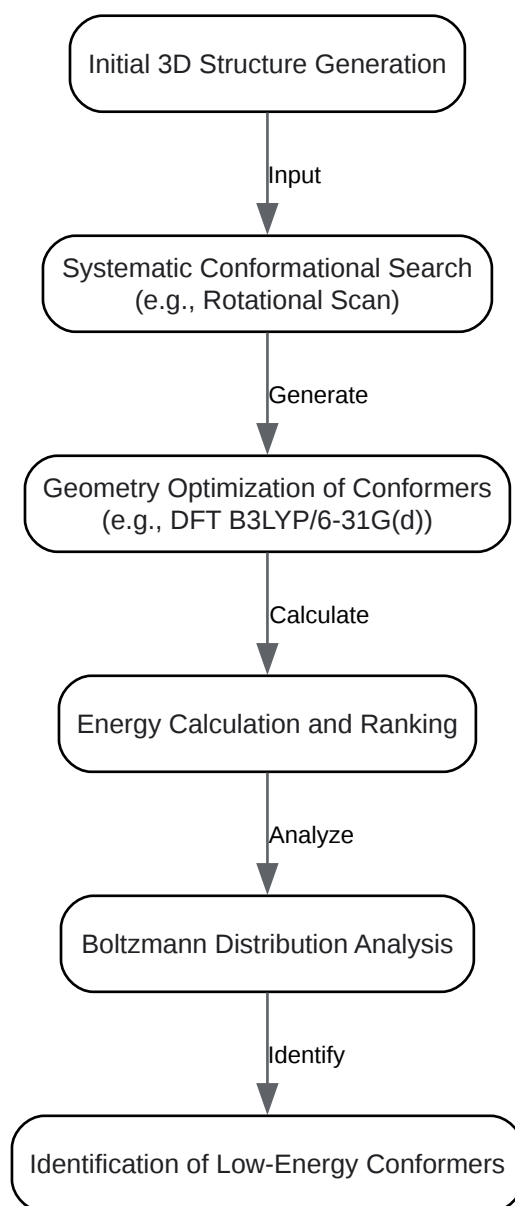 Initial 3D Structure Generation
Input
Systematic Conformational Search
(e.g., Rotational Scan)
Generate
Geometry Optimization of Conformers
(e.g., DFT B3LYP/6-31G(d))
Calculate
Energy Calculation and Ranking
Analyze
Boltzmann Distribution Analysis
Identify
Identification of Low-Energy Conformers